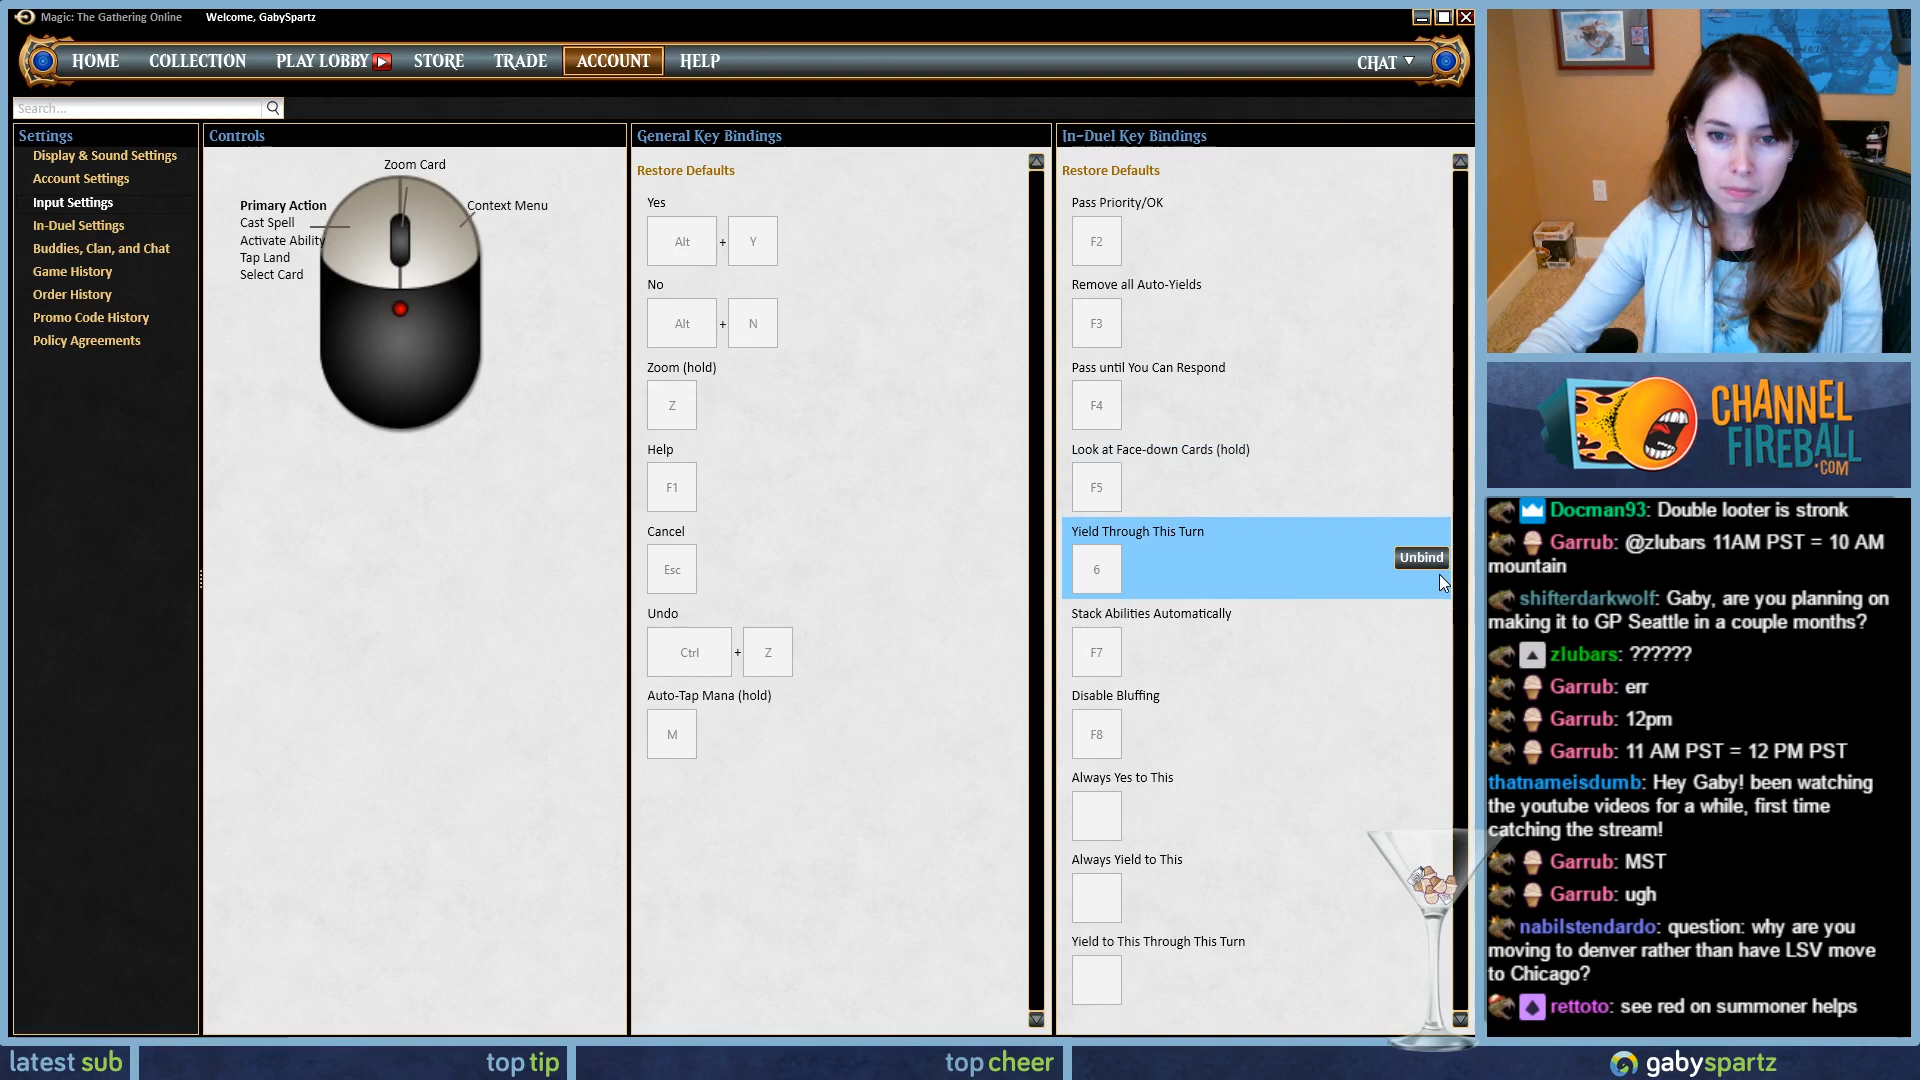 Magic: The Gathering Online Welcome, GabySpartz
HOME COLLECTION PLAY LOBBY STORE TRADE ACCOUNT HELP CHAT
Search...
Settings
Display & Sound Settings
Account Settings
Input Settings
In-Duel Settings
Buddies, Clan, and Chat
Game History
Order History
Promo Code History
Policy Agreements
Controls
Zoom Card
Primary Action
Cast Spell
Activate Ability
Tap Land
Select Card
Context Menu
General Key Bindings
Restore Defaults
Yes
Alt + Y
No
Alt + N
Zoom (hold)
Z
Help
F1
Cancel
Esc
Undo
Ctrl + Z
Auto-Tap Mana (hold)
M
In-Duel Key Bindings
Restore Defaults
Pass Priority/OK
F2
Remove all Auto-Yields
F3
Pass until You Can Respond
F4
Look at Face-down Cards (hold)
F5
Yield Through This Turn
6
Unbind
Stack Abilities Automatically
F7
Disable Bluffing
F8
Always Yes to This
Always Yield to This
Yield to This Through This Turn
CHANNEL
FIREBALL
.COM
Docman93: Double looter is stronk
Garrub: @zlubars 11AM PST = 10 AM
mountain
shifterdarkwolf: Gaby, are you planning on
making it to GP Seattle in a couple months?
zlubars: ??????
Garrub: err
Garrub: 12pm
Garrub: 11 AM PST = 12 PM PST
thatnameisdumb: Hey Gaby! been watching
the youtube videos for a while, first time
catching the stream!
Garrub: MST
Garrub: ugh
nabilstendardo: question: why are you
moving to denver rather than have LSV move
to Chicago?
rettoto: see red on summoner helps
latest sub
top tip
top cheer
gabyspartz